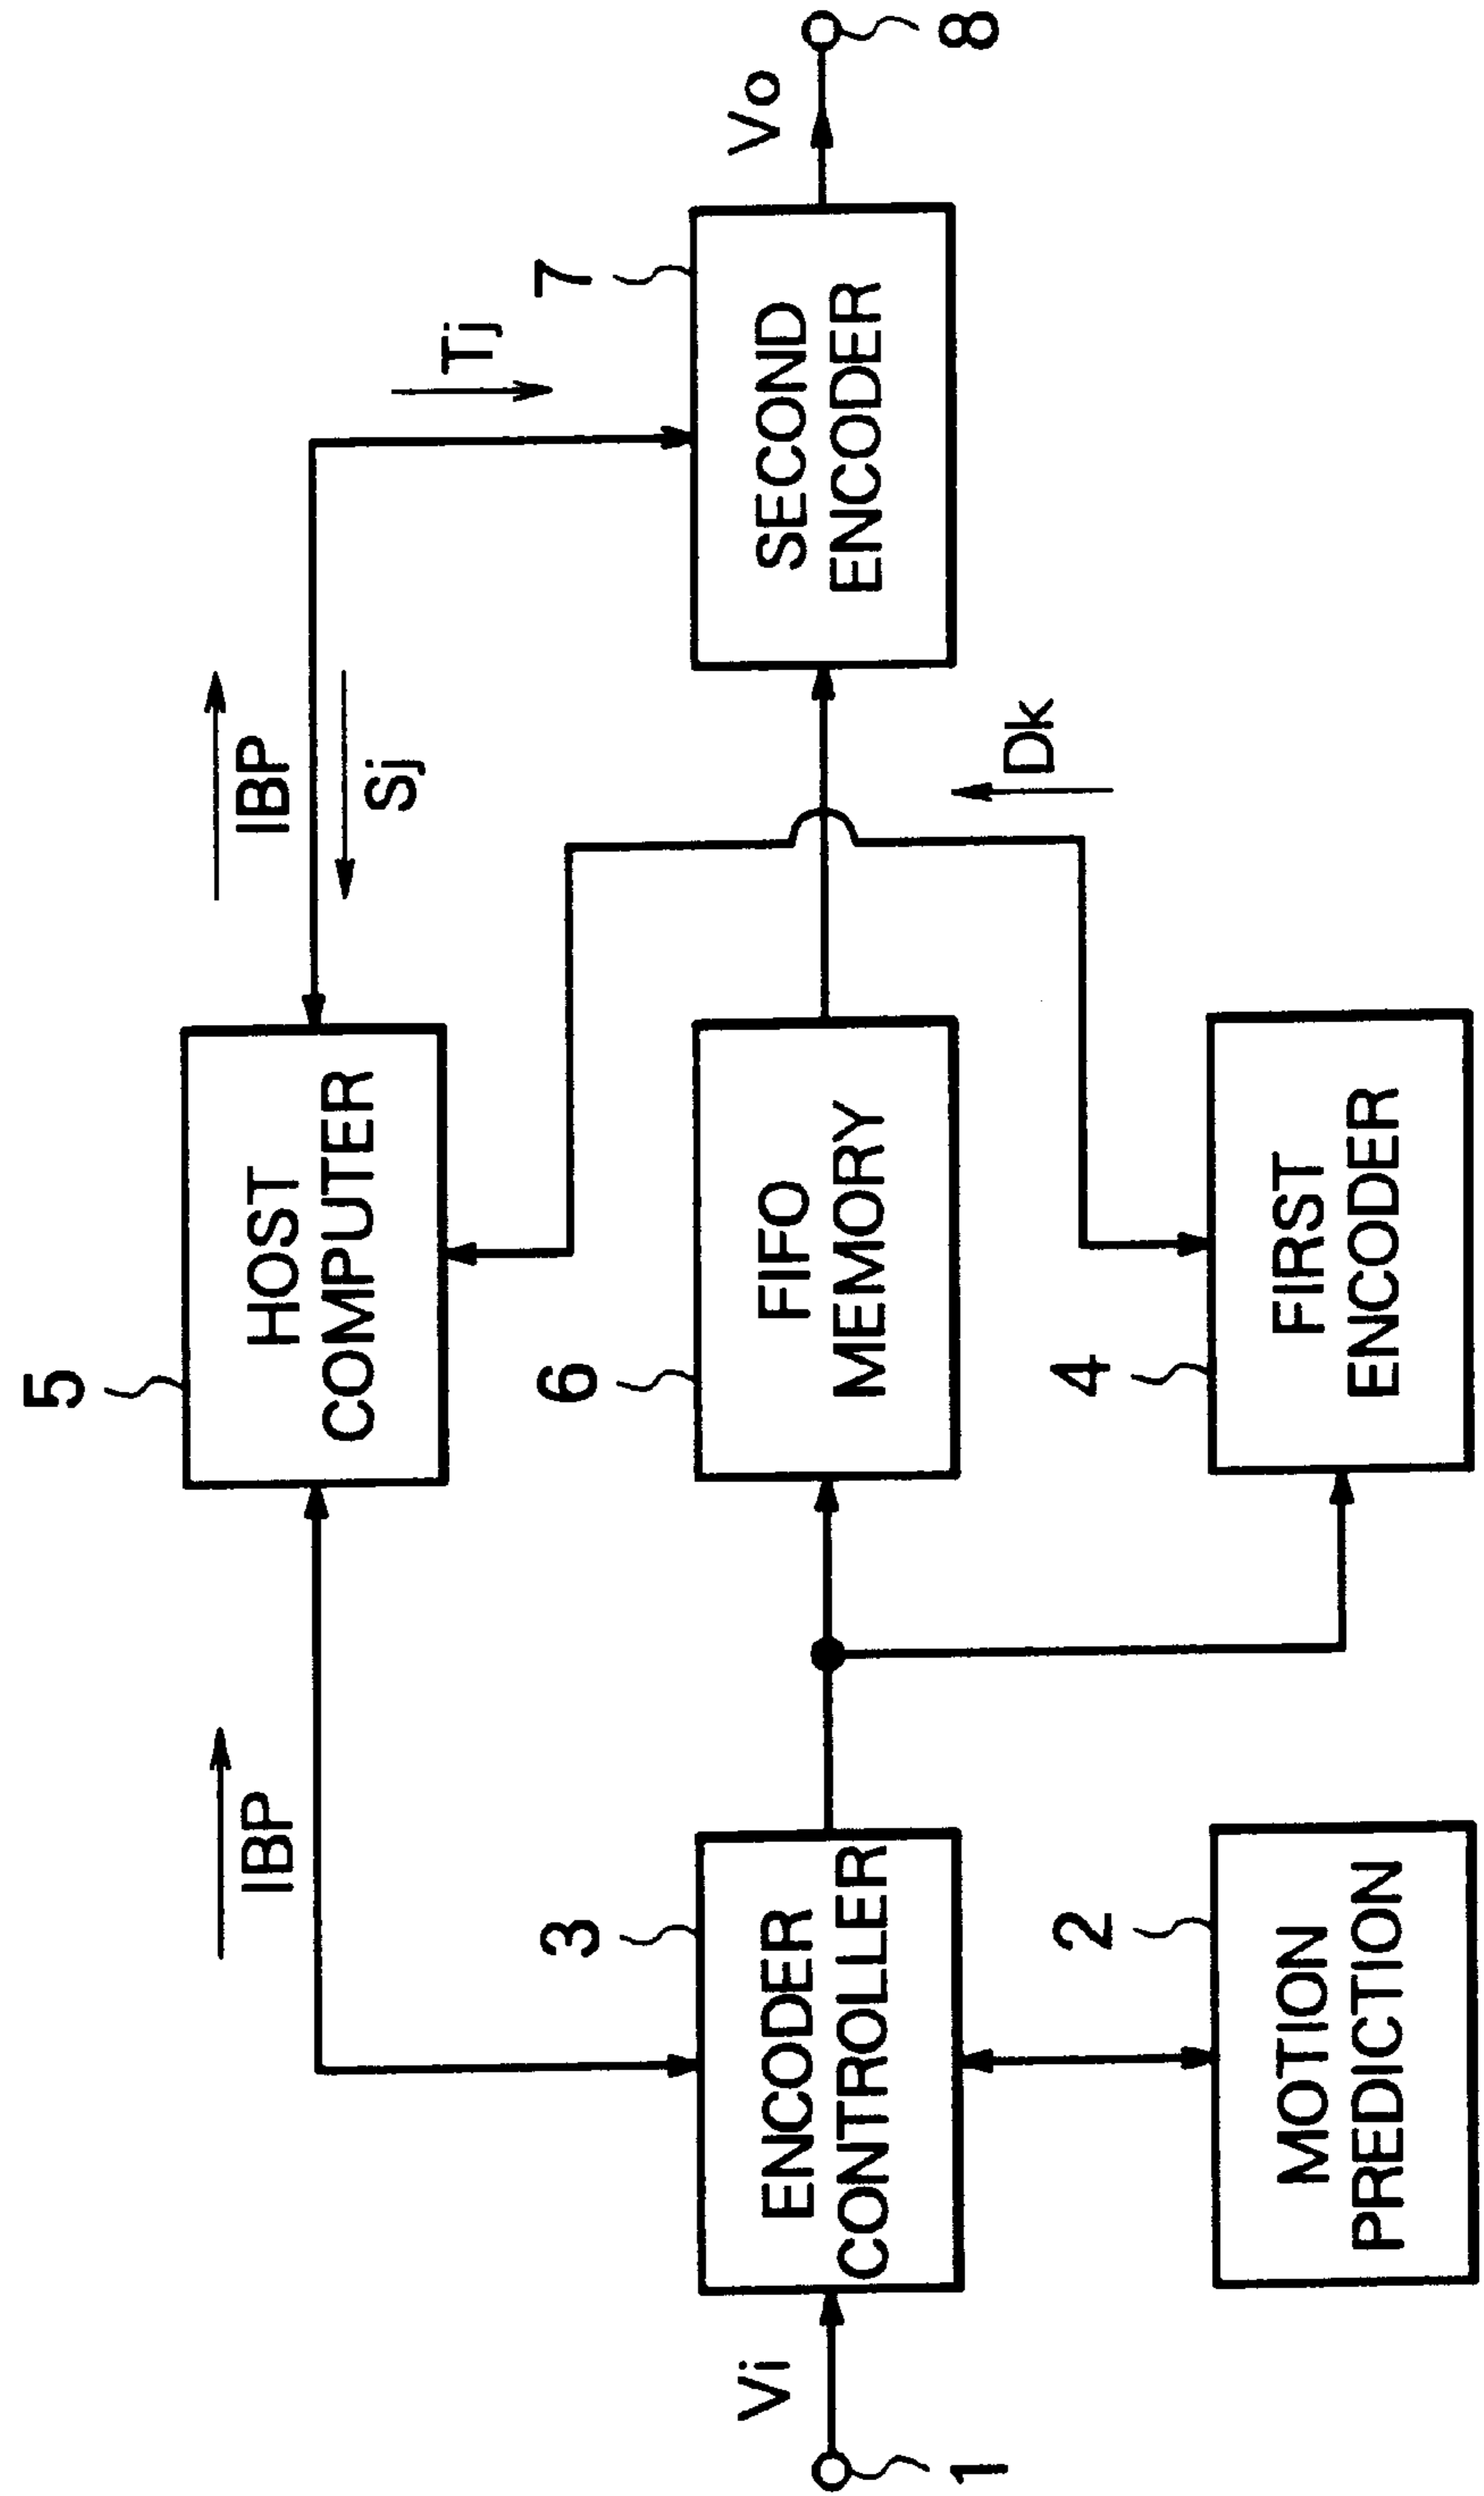 5
HOST
COMPUTER
IBP
IBP
Sj
Tj
3
ENCODER
CONTROLLER
6
FIFO
MEMORY
7
SECOND
ENCODER
Vi
1
Vo
8
2
MOTION
PREDICTION
4
FIRST
ENCODER
Dk